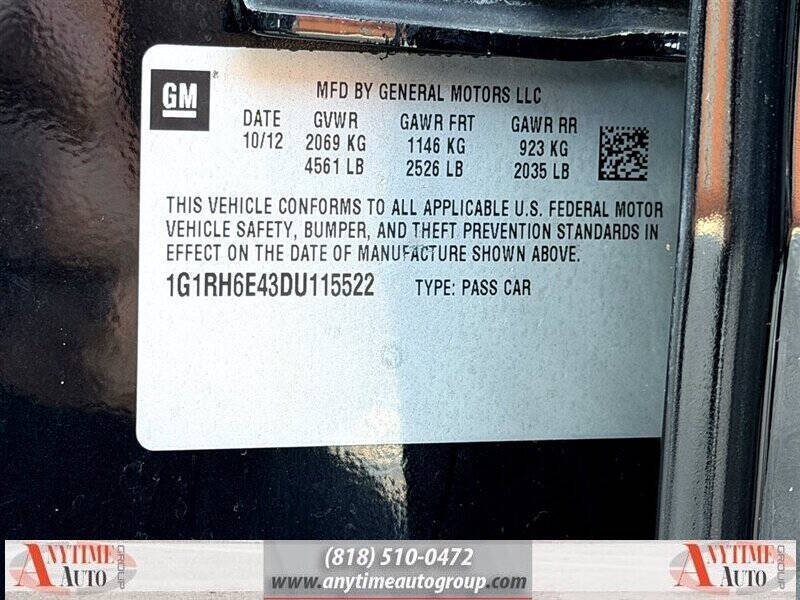 GM
MFD BY GENERAL MOTORS LLC
DATE GVWR GAWR FRT GAWR RR
10/12 2069 KG 1146 KG 923 KG
4561 LB 2526 LB 2035 LB
THIS VEHICLE CONFORMS TO ALL APPLICABLE U.S. FEDERAL MOTOR
VEHICLE SAFETY, BUMPER, AND THEFT PREVENTION STANDARDS IN
EFFECT ON THE DATE OF MANUFACTURE SHOWN ABOVE.
1G1RH6E43DU115522 TYPE: PASS CAR
ANYTIME AUTO GROUP
(818) 510-0472
www.anytimeautogroup.com
ANYTIME AUTO GROUP